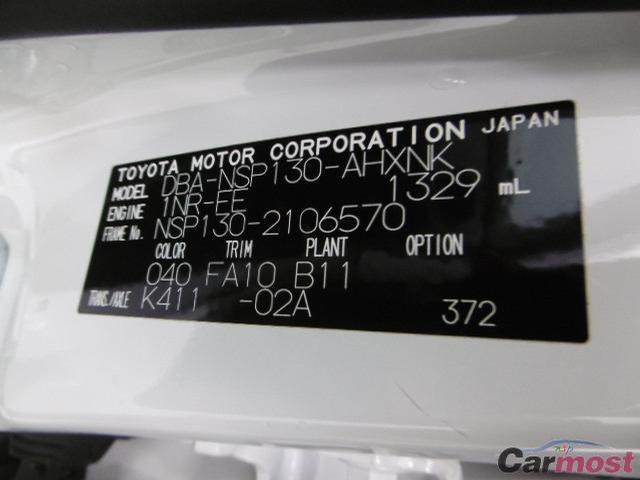 TOYOTA MOTOR CORPORATION JAPAN
MODEL DBA-NSP130-AHXNK
ENGINE 1NR-FE 1329 mL
FRAME No. NSP130-2106570
COLOR TRIM PLANT OPTION
040 FA10 B11
TRANS./AXLE K411 -02A 372
Carmost